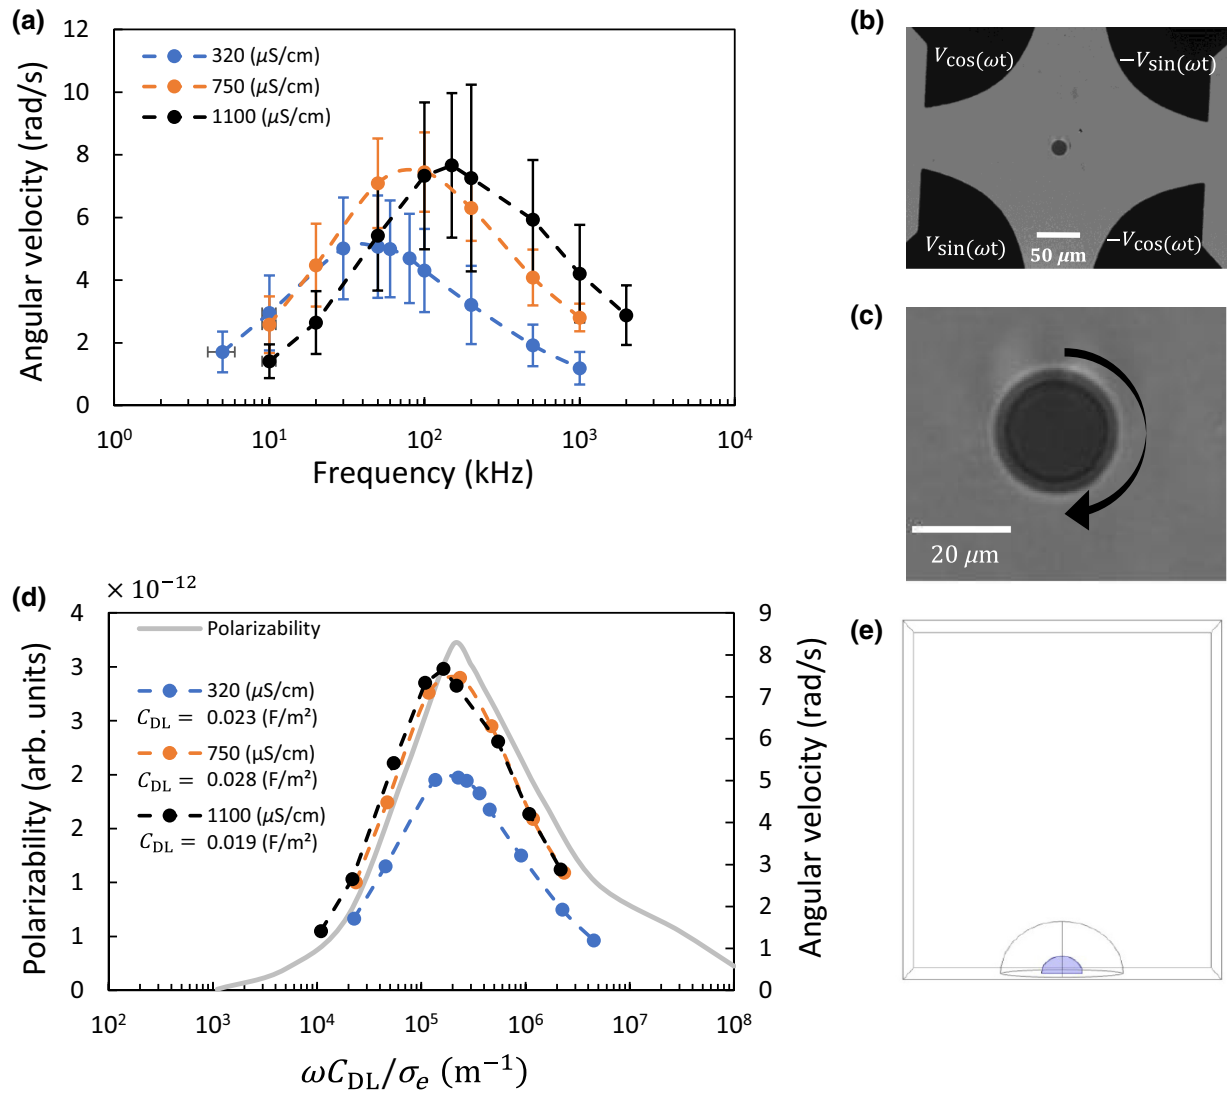 (a)
12
10
8
6
4
2
0
Angular velocity (rad/s)
320 (μS/cm)
750 (μS/cm)
1100 (μS/cm)
10⁰ 10¹ 10² 10³ 10⁴
Frequency (kHz)
(b)
Vcos(ωt) −Vsin(ωt)
Vsin(ωt) −Vcos(ωt)
50 μm
(c)
20 μm
(d)
× 10⁻¹²
4
3
3
2
2
1
1
0
Polarizability (arb. units)
Polarizability
320 (μS/cm)
C_DL = 0.023 (F/m²)
750 (μS/cm)
C_DL = 0.028 (F/m²)
1100 (μS/cm)
C_DL = 0.019 (F/m²)
9
8
7
6
5
4
3
2
1
0
Angular velocity (rad/s)
10² 10³ 10⁴ 10⁵ 10⁶ 10⁷ 10⁸
ωC_DL/σₑ (m⁻¹)
(e)